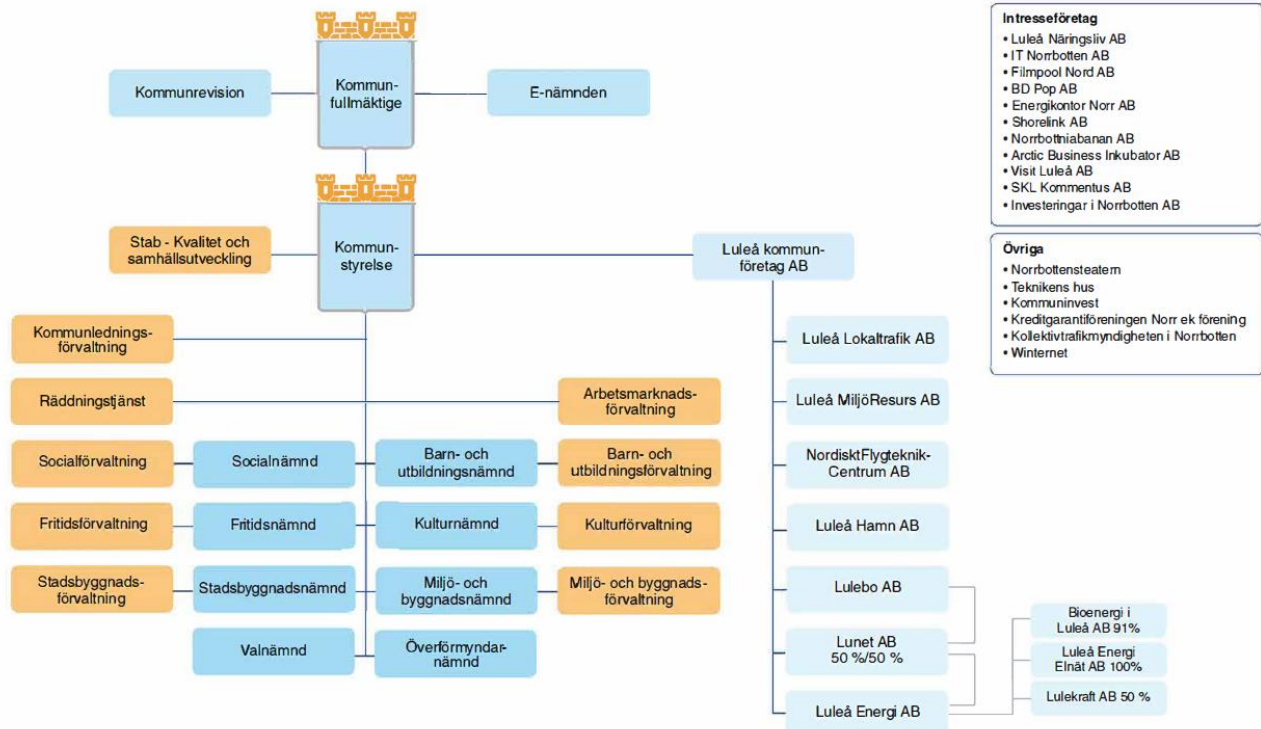 Kommunrevision
Kommun-
fullmäktige
E-nämnden
Stab - Kvalitet och
samhällsutveckling
Kommun-
styrelse
Luleå kommun-
företag AB
Kommunlednings-
förvaltning
Räddningstjänst
Arbetsmarknads-
förvaltning
Socialförvaltning
Socialnämnd
Barn- och
utbildningsnämnd
Barn- och
utbildningsförvaltning
Fritidsförvaltning
Fritidsnämnd
Kulturnämnd
Kulturförvaltning
Stadsbyggnads-
förvaltning
Stadsbyggnadsnämnd
Miljö- och
byggnadsnämnd
Miljö- och byggnads-
förvaltning
Valnämnd
Överförmyndar-
nämnd
Luleå Lokaltrafik AB
Luleå MiljöResurs AB
NordisktFlygteknik-
Centrum AB
Luleå Hamn AB
Lulebo AB
Lunet AB
50 %/50 %
Luleå Energi AB
Bioenergi i
Luleå AB 91%
Luleå Energi
Elnät AB 100%
Lulekraft AB 50 %
Intresseföretag
• Luleå Näringsliv AB
• IT Norrbotten AB
• Filmpool Nord AB
• BD Pop AB
• Energikontor Norr AB
• Shorelink AB
• Norrbottniabanan AB
• Arctic Business Inkubator AB
• Visit Luleå AB
• SKL Kommentus AB
• Investeringar i Norrbotten AB
Övriga
• Norrbottensteatern
• Teknikens hus
• Kommuninvest
• Kreditgarantiföreningen Norr ek förening
• Kollektivtrafikmyndigheten i Norrbotten
• Winternet